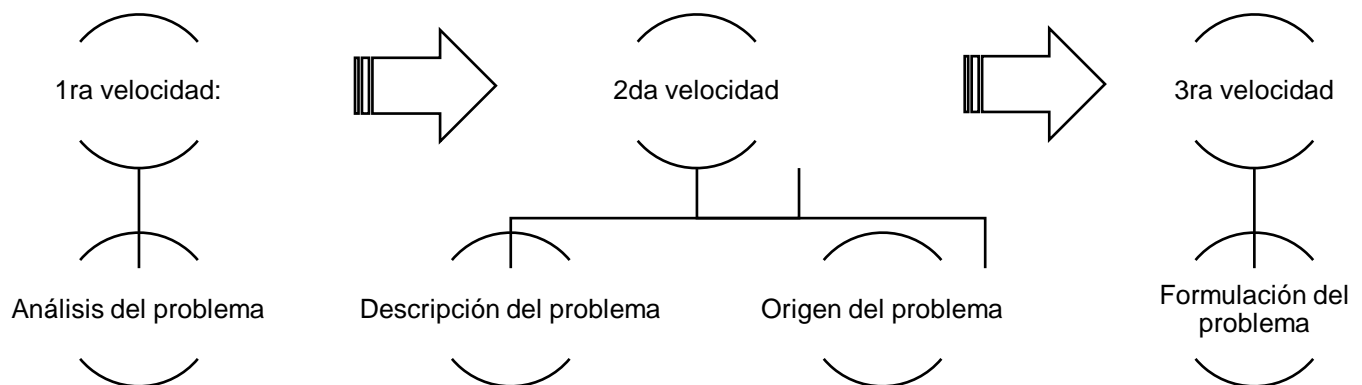 1ra velocidad:
2da velocidad
3ra velocidad
Análisis del problema
Descripción del problema
Origen del problema
Formulación del
problema